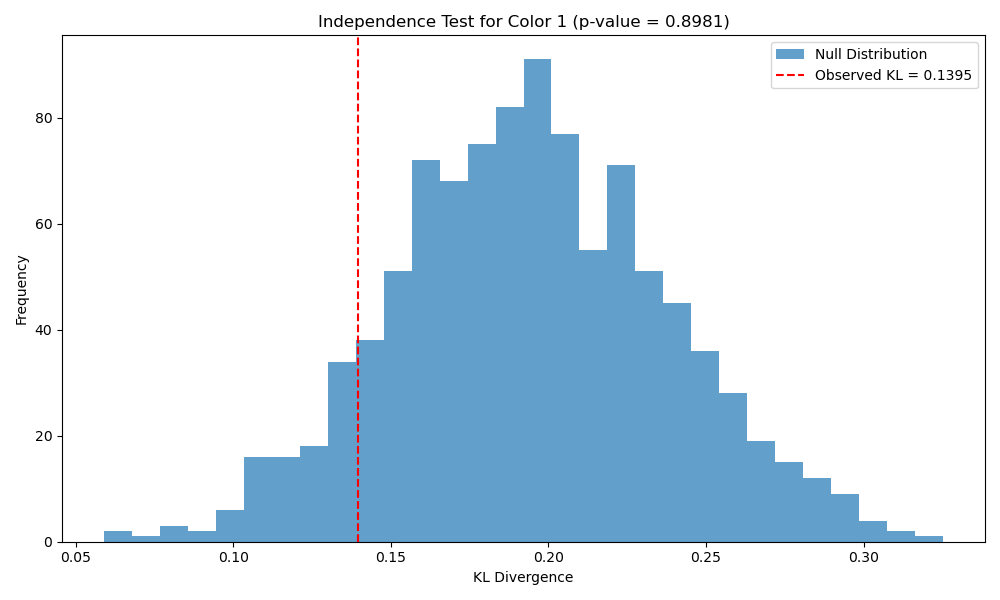 Independence Test for Color 1 (p-value = 0.8981)
Null Distribution
Observed KL = 0.1395
Frequency
80
60
40
20
0
0.05 0.10 0.15 0.20 0.25 0.30
KL Divergence